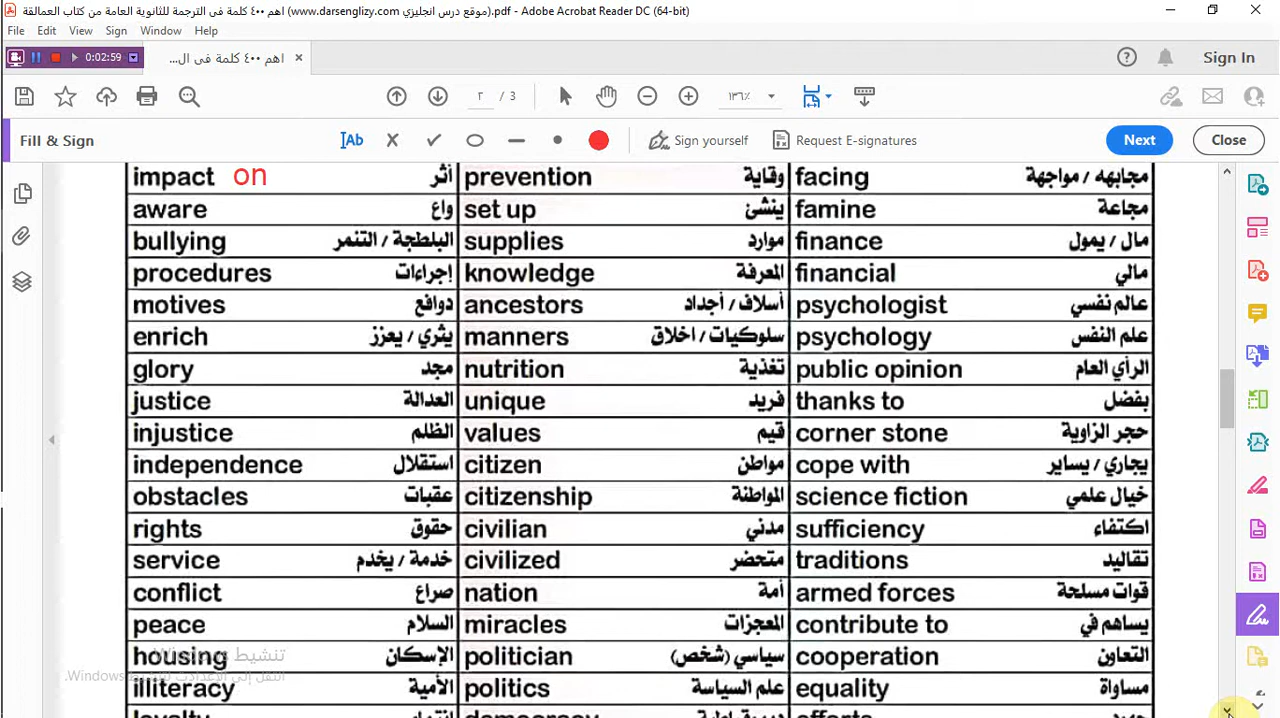 اهم ٤٠٠ كلمة فى الترجمة للثانوية العامة من كتاب العمالقة (www.darsenglizy.com موقع درس انجليزي).pdf - Adobe Acrobat Reader DC (64-bit)
File Edit View Sign Window Help
0:02:59 اهم ٤٠٠ كلمة فى ال... × Sign In
٢ / 3 ١٣٦٪
Fill & Sign Ab Sign yourself Request E-signatures Next Close
impact on أثر prevention وقاية facing مجابهه / مواجهة
aware واع set up ينشئ famine مجاعة
bullying البلطجة / التنمر supplies موارد finance مال / يمول
procedures إجراءات knowledge المعرفة financial مالي
motives دوافع ancestors أسلاف / أجداد psychologist عالم نفسي
enrich يثري / يعزز manners سلوكيات / اخلاق psychology علم النفس
glory مجد nutrition تغذية public opinion الرأي العام
justice العدالة unique فريد thanks to بفضل
injustice الظلم values قيم corner stone حجر الزاوية
independence استقلال citizen مواطن cope with يجاري / يساير
obstacles عقبات citizenship المواطنة science fiction خيال علمي
rights حقوق civilian مدني sufficiency اكتفاء
service خدمة / يخدم civilized متحضر traditions تقاليد
conflict صراع nation أمة armed forces قوات مسلحة
peace السلام miracles المعجزات contribute to يساهم في
housing الإسكان politician سياسي (شخص) cooperation التعاون
illiteracy الأمية politics علم السياسة equality مساواة
loyalty democracy efforts
تنشيط Windows